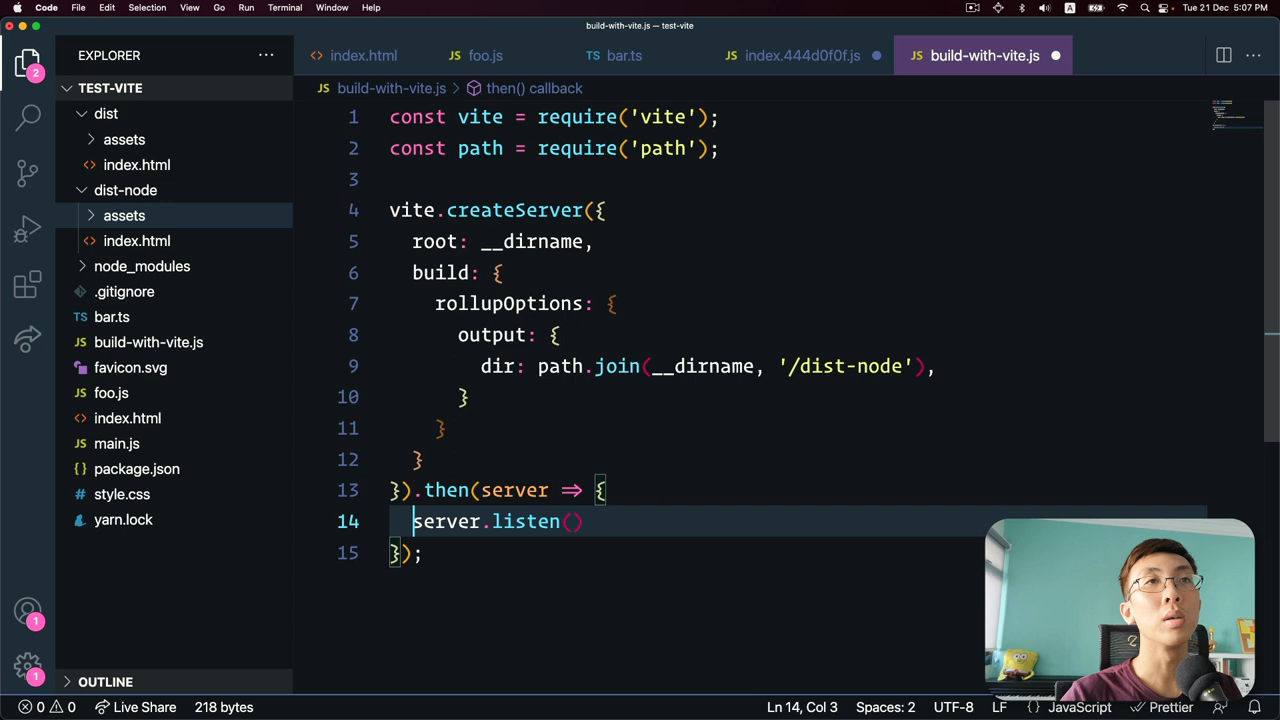 Code File Edit Selection View Go Run Terminal Window Help A Tue 21 Dec 5:07 PM
build-with-vite.js — test-vite
EXPLORER
index.html JS foo.js TS bar.ts JS index.444d0f0f.js JS build-with-vite.js
2
TEST-VITE
JS build-with-vite.js > then() callback
dist
assets
index.html
dist-node
assets
index.html
node_modules
.gitignore
TS bar.ts
JS build-with-vite.js
favicon.svg
JS foo.js
index.html
JS main.js
{} package.json
# style.css
yarn.lock
OUTLINE
1
1
1 const vite = require('vite');
2 const path = require('path');
3
4 vite.createServer({
5 root: __dirname,
6 build: {
7 rollupOptions: {
8 output: {
9 dir: path.join(__dirname, '/dist-node'),
10 }
11 }
12 }
13 }).then(server ⇒ {
14 server.listen()
15 });
0 0 Live Share 218 bytes Ln 14, Col 3 Spaces: 2 UTF-8 LF {} JavaScript Prettier